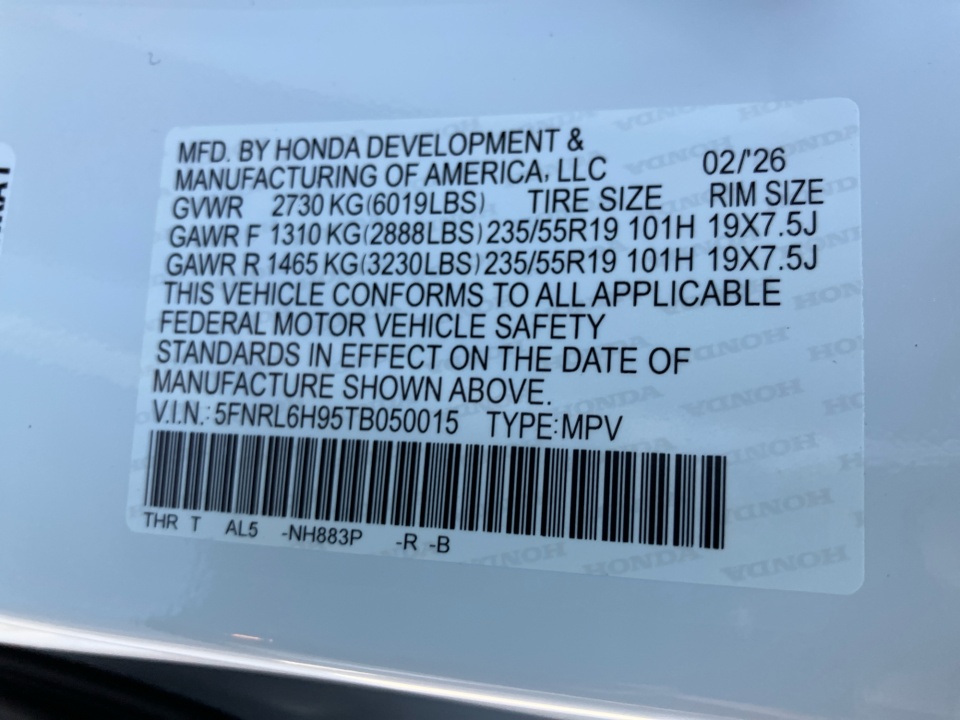 MFD. BY HONDA DEVELOPMENT &
MANUFACTURING OF AMERICA, LLC 02/'26
GVWR 2730 KG(6019LBS) TIRE SIZE RIM SIZE
GAWR F 1310 KG(2888LBS) 235/55R19 101H 19X7.5J
GAWR R 1465 KG(3230LBS) 235/55R19 101H 19X7.5J
THIS VEHICLE CONFORMS TO ALL APPLICABLE
FEDERAL MOTOR VEHICLE SAFETY
STANDARDS IN EFFECT ON THE DATE OF
MANUFACTURE SHOWN ABOVE.
V.I.N.: 5FNRL6H95TB050015 TYPE:MPV
THR T AL5 -NH883P -R -B